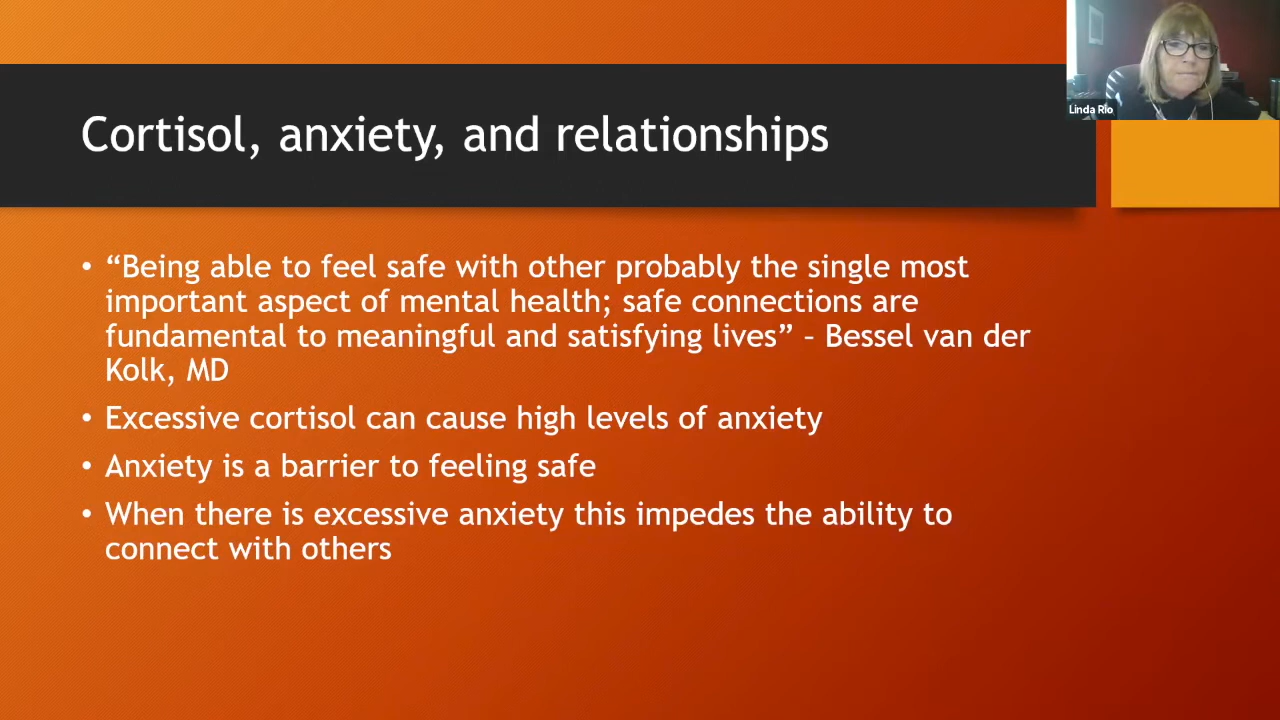 Linda Rio
Cortisol, anxiety, and relationships
• “Being able to feel safe with other probably the single most
important aspect of mental health; safe connections are
fundamental to meaningful and satisfying lives” – Bessel van der
Kolk, MD
• Excessive cortisol can cause high levels of anxiety
• Anxiety is a barrier to feeling safe
• When there is excessive anxiety this impedes the ability to
connect with others